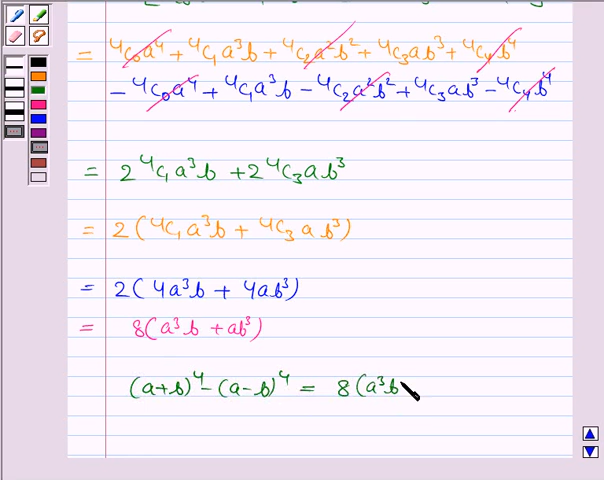 = ⁴C₀a⁴ + ⁴C₁a³b + ⁴C₂a²b² + ⁴C₃ab³ + ⁴C₄b⁴
− ⁴C₀a⁴ + ⁴C₁a³b − ⁴C₂a²b² + ⁴C₃ab³ − ⁴C₄b⁴
= 2 ⁴C₁a³b + 2 ⁴C₃ab³
= 2(⁴C₁a³b + ⁴C₃ab³)
= 2(4a³b + 4ab³)
= 8(a³b + ab³)
(a+b)⁴ − (a−b)⁴ = 8(a³b